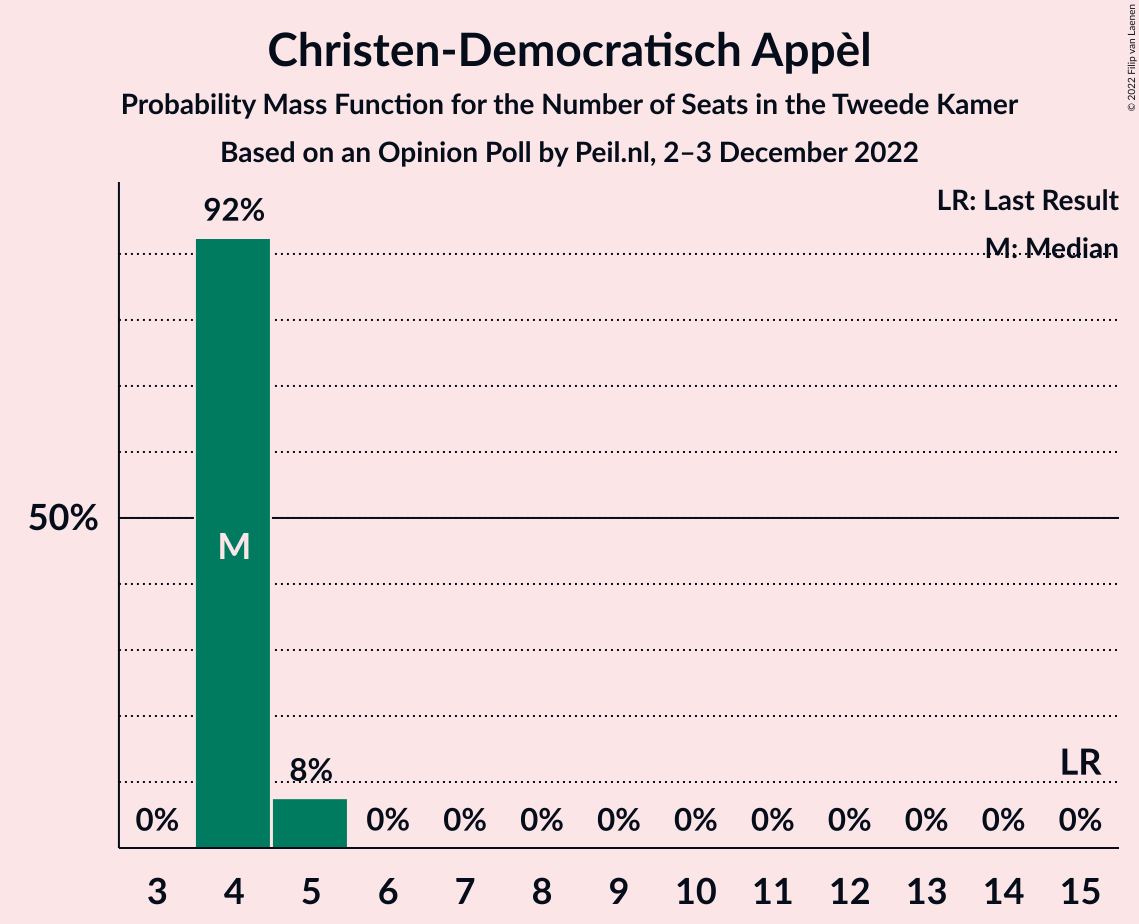 Christen-Democratisch Appèl
Probability Mass Function for the Number of Seats in the Tweede Kamer
Based on an Opinion Poll by Peil.nl, 2–3 December 2022
© 2022 Filip van Laenen
LR: Last Result
M: Median
92%
50%
M
8%
LR
0% 0% 0% 0% 0% 0% 0% 0% 0% 0% 0%
3 4 5 6 7 8 9 10 11 12 13 14 15